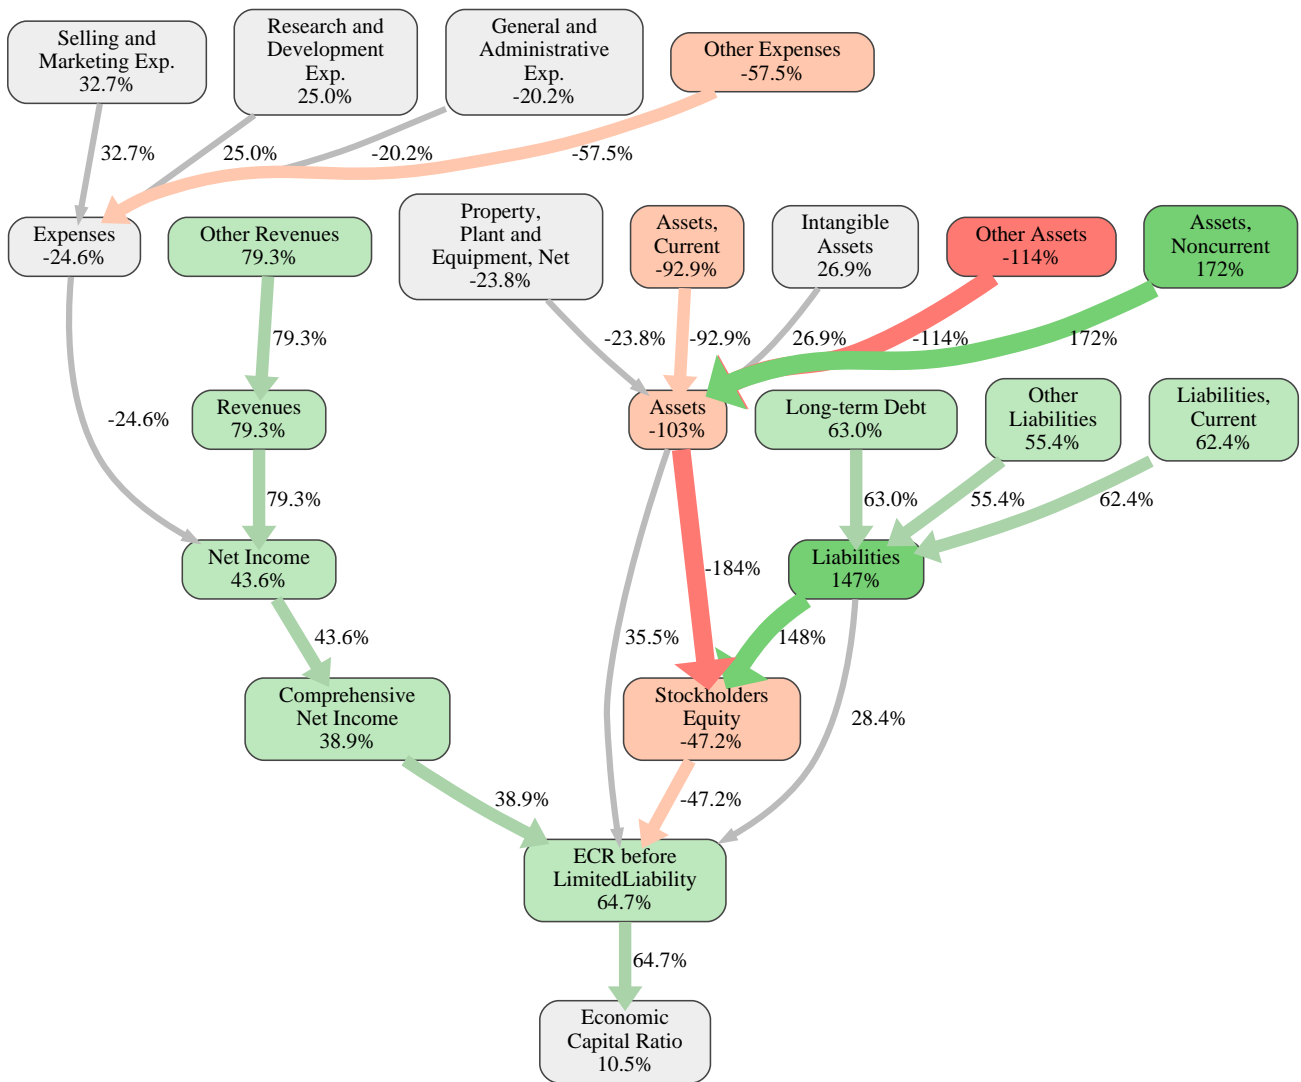 Selling and
Marketing Exp.
32.7%
Research and
Development
Exp.
25.0%
General and
Administrative
Exp.
-20.2%
Other Expenses
-57.5%
32.7%
25.0%
-20.2%
-57.5%
Expenses
-24.6%
Other Revenues
79.3%
Property,
Plant and
Equipment, Net
-23.8%
Assets,
Current
-92.9%
Intangible
Assets
26.9%
Other Assets
-114%
Assets,
Noncurrent
172%
79.3%
-23.8%
-92.9%
26.9%
-114%
172%
-24.6%
Revenues
79.3%
Assets
-103%
Long-term Debt
63.0%
Other
Liabilities
55.4%
Liabilities,
Current
62.4%
79.3%
63.0%
55.4%
62.4%
Net Income
43.6%
-184%
Liabilities
147%
43.6%
35.5%
148%
28.4%
Comprehensive
Net Income
38.9%
Stockholders
Equity
-47.2%
38.9%
-47.2%
ECR before
LimitedLiability
64.7%
64.7%
Economic
Capital Ratio
10.5%